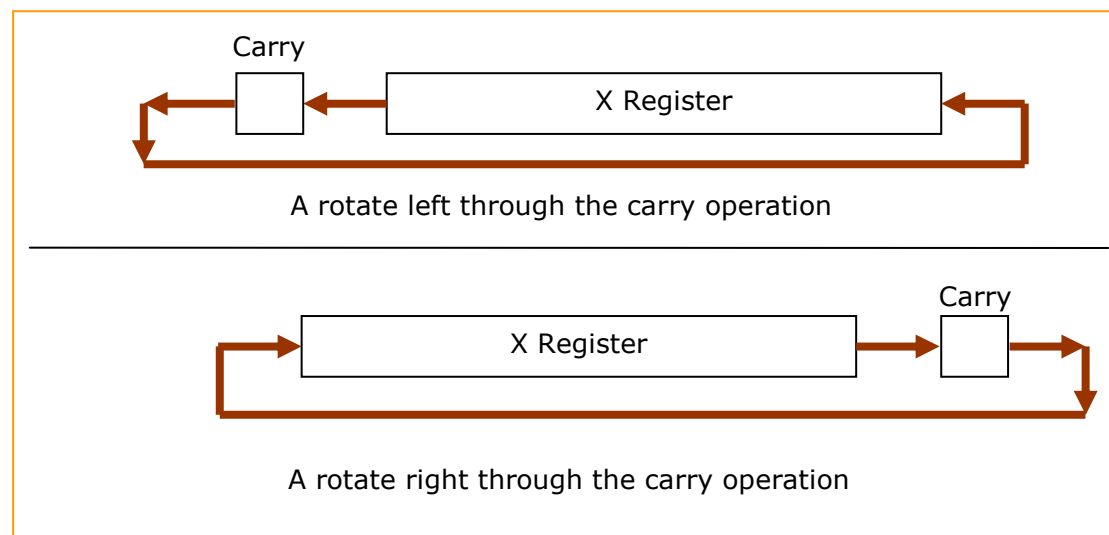 Carry
X Register
A rotate left through the carry operation
Carry
X Register
A rotate right through the carry operation